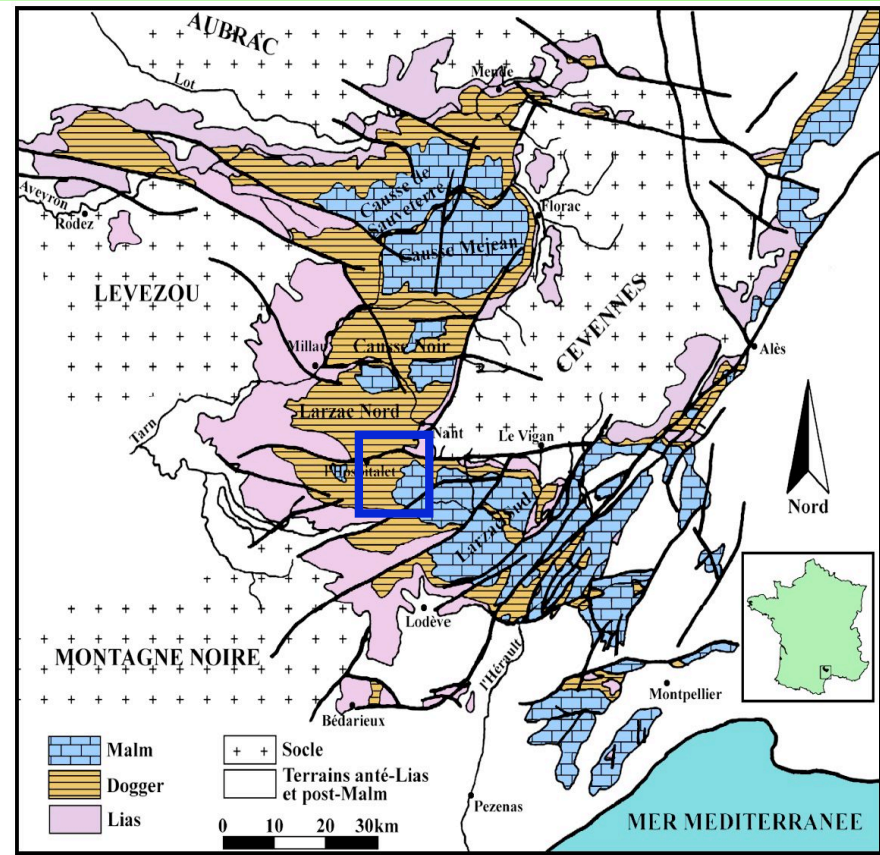 AUBRAC
Lot
Mende
Aveyron
Rodez
Causse de
Sauveterre
Florac
Causse Mejean
LEVEZOU
CEVENNES
Millau
Causse Noir
Alès
Larzac Nord
Tarn
Nant
Le Vigan
l'Hospitalet
Nord
Larzac Sud
Lodève
MONTAGNE NOIRE
l'Hérault
Montpellier
Bédarieux
Malm
Dogger
Lias
Socle
Terrains anté-Lias
et post-Malm
0 10 20 30km
Pezenas
MER MEDITERRANEE